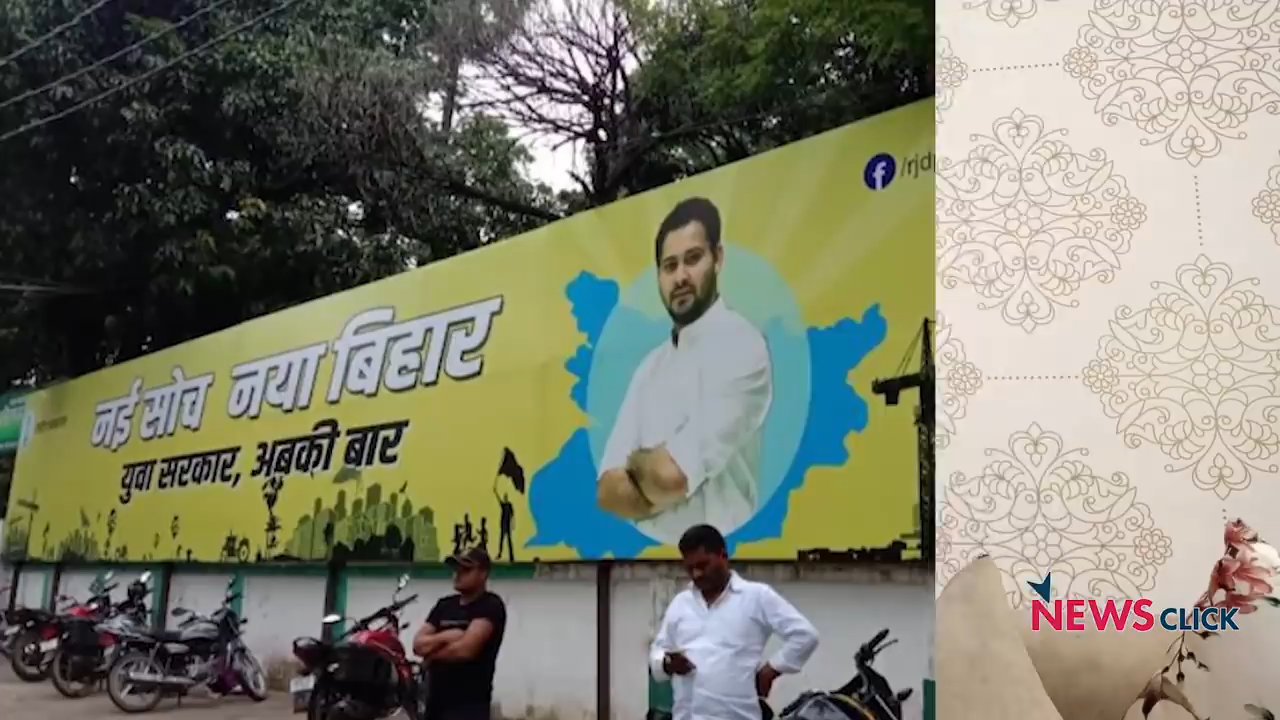 /rjd
नई सोच नया बिहार
युवा सरकार, अबकी बार
NEWSCLICK